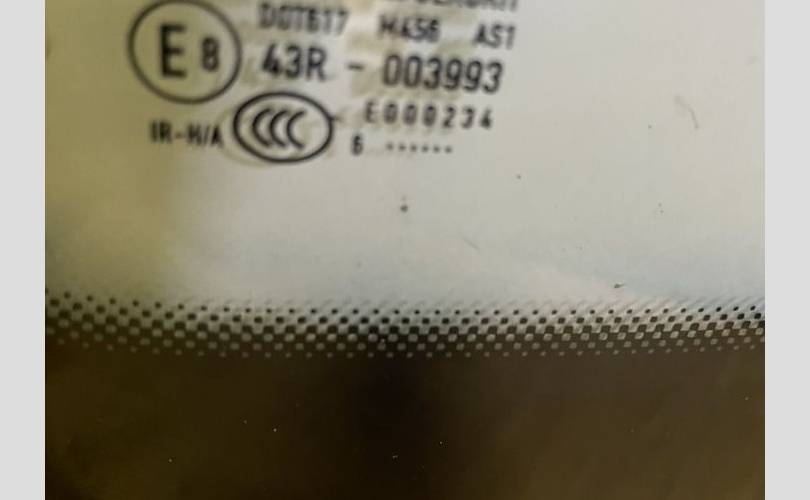 DOT617 M456 AS1
E8 43R - 003993
CCC E000234
IR-H/A 6 ......